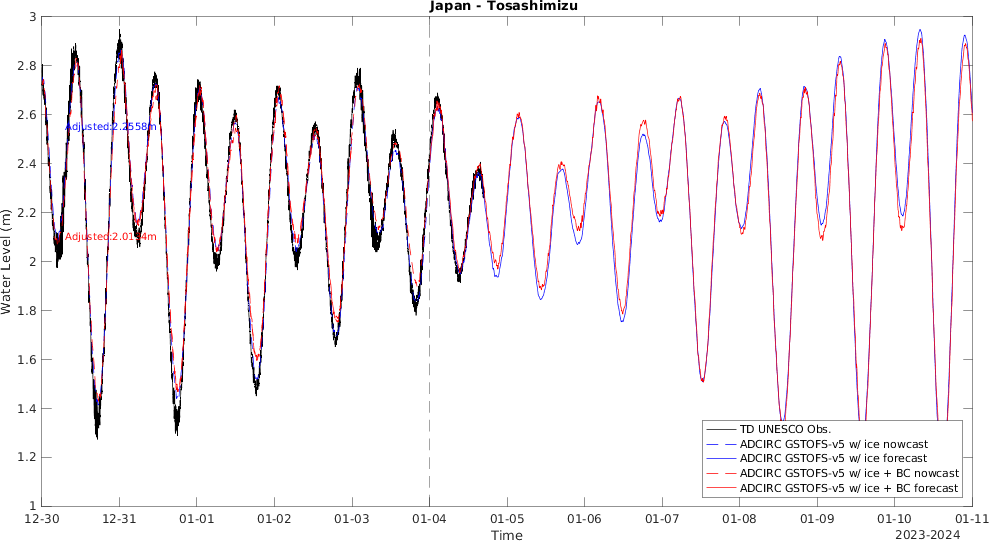 Japan - Tosashimizu
3
2.8
2.6
2.4
2.2
2
1.8
1.6
1.4
1.2
1
Water Level (m)
Adjusted:2.2558m
TD UNESCO Obs.
ADCIRC GSTOFS-v5 w/ ice nowcast
ADCIRC GSTOFS-v5 w/ ice forecast
ADCIRC GSTOFS-v5 w/ ice + BC nowcast
ADCIRC GSTOFS-v5 w/ ice + BC forecast
12-30 12-31 01-01 01-02 01-03 01-04 01-05 01-06 01-07 01-08 01-09 01-10 01-11
Time
2023-2024